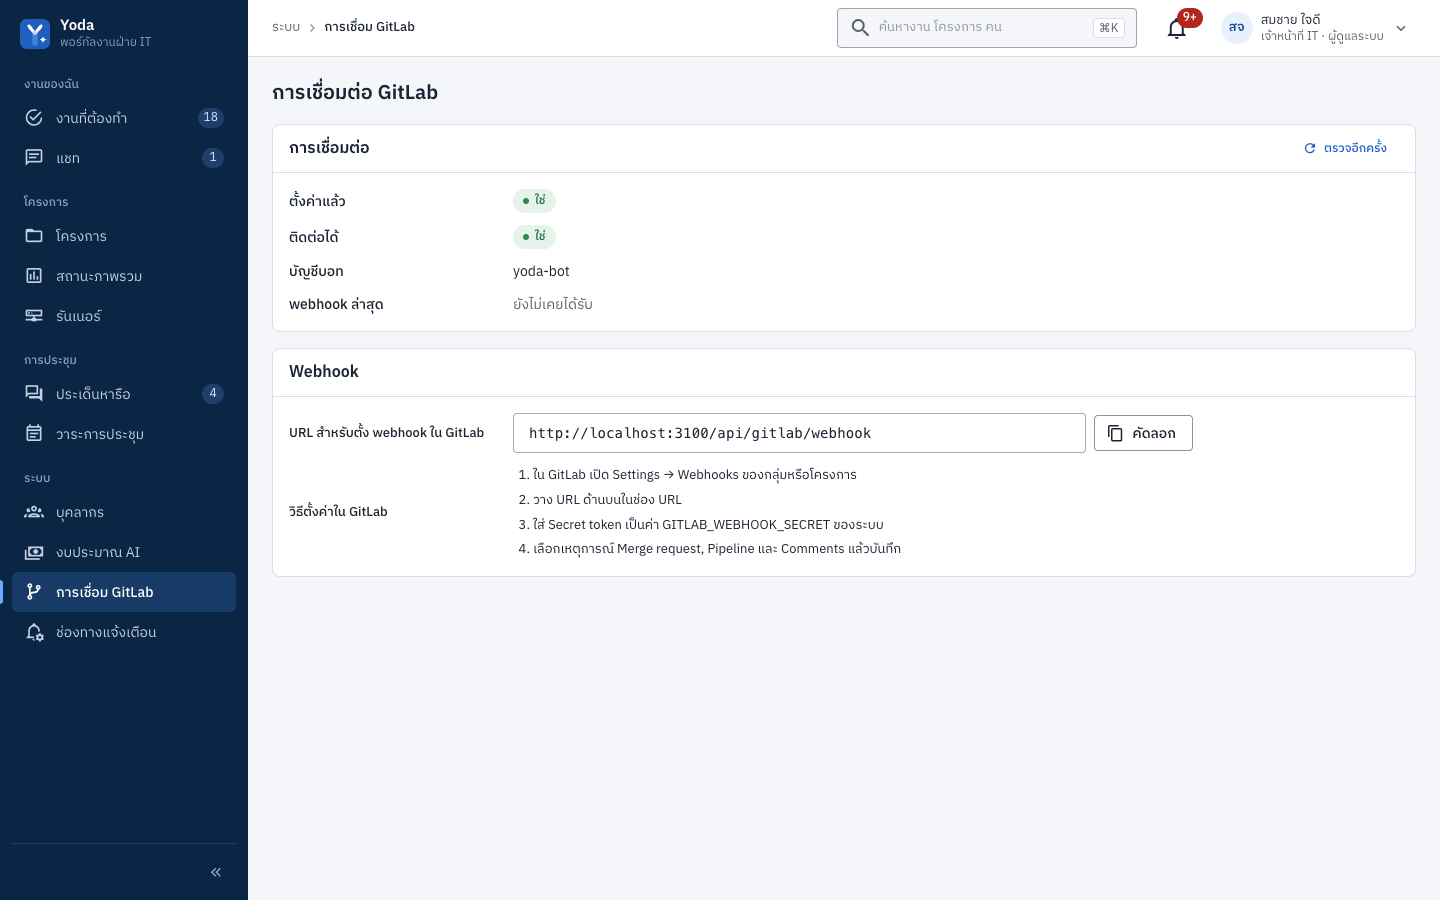 Yoda
พอร์ทัลงานฝ่าย IT
งานของฉัน
งานที่ต้องทำ 18
แชท 1
โครงการ
โครงการ
สถานะภาพรวม
รันเนอร์
การประชุม
ประเด็นหารือ 4
วาระการประชุม
ระบบ
บุคลากร
งบประมาณ AI
การเชื่อม GitLab
ช่องทางแจ้งเตือน
ระบบ › การเชื่อม GitLab
ค้นหางาน โครงการ คน ⌘K
9+
สจ
สมชาย ใจดี
เจ้าหน้าที่ IT · ผู้ดูแลระบบ
การเชื่อมต่อ GitLab
การเชื่อมต่อ
ตรวจอีกครั้ง
ตั้งค่าแล้ว ใช่
ติดต่อได้ ใช่
บัญชีบอท yoda-bot
webhook ล่าสุด ยังไม่เคยได้รับ
Webhook
URL สำหรับตั้ง webhook ใน GitLab http://localhost:3100/api/gitlab/webhook คัดลอก
วิธีตั้งค่าใน GitLab
1. ใน GitLab เปิด Settings → Webhooks ของกลุ่มหรือโครงการ
2. วาง URL ด้านบนในช่อง URL
3. ใส่ Secret token เป็นค่า GITLAB_WEBHOOK_SECRET ของระบบ
4. เลือกเหตุการณ์ Merge request, Pipeline และ Comments แล้วบันทึก